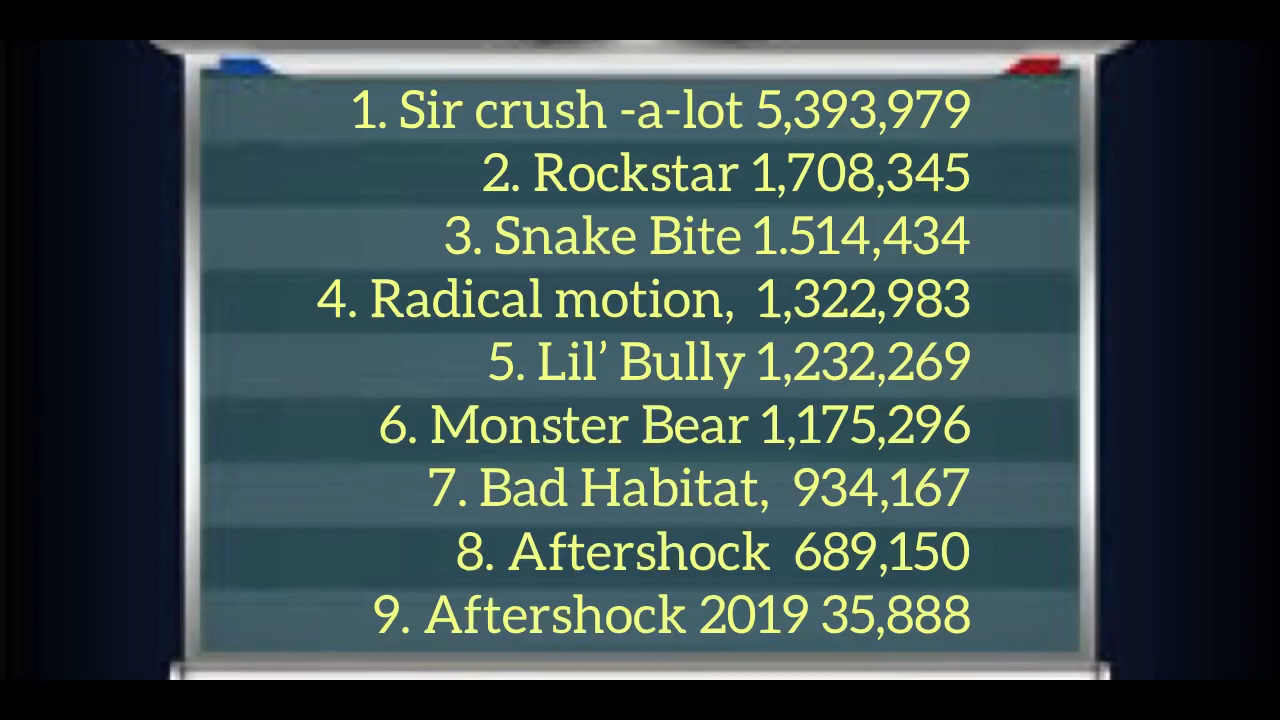 1. Sir crush -a-lot 5,393,979
2. Rockstar 1,708,345
3. Snake Bite 1.514,434
4. Radical motion,  1,322,983
5. Lil’ Bully 1,232,269
6. Monster Bear 1,175,296
7. Bad Habitat,  934,167
8. Aftershock  689,150
9. Aftershock 2019 35,888